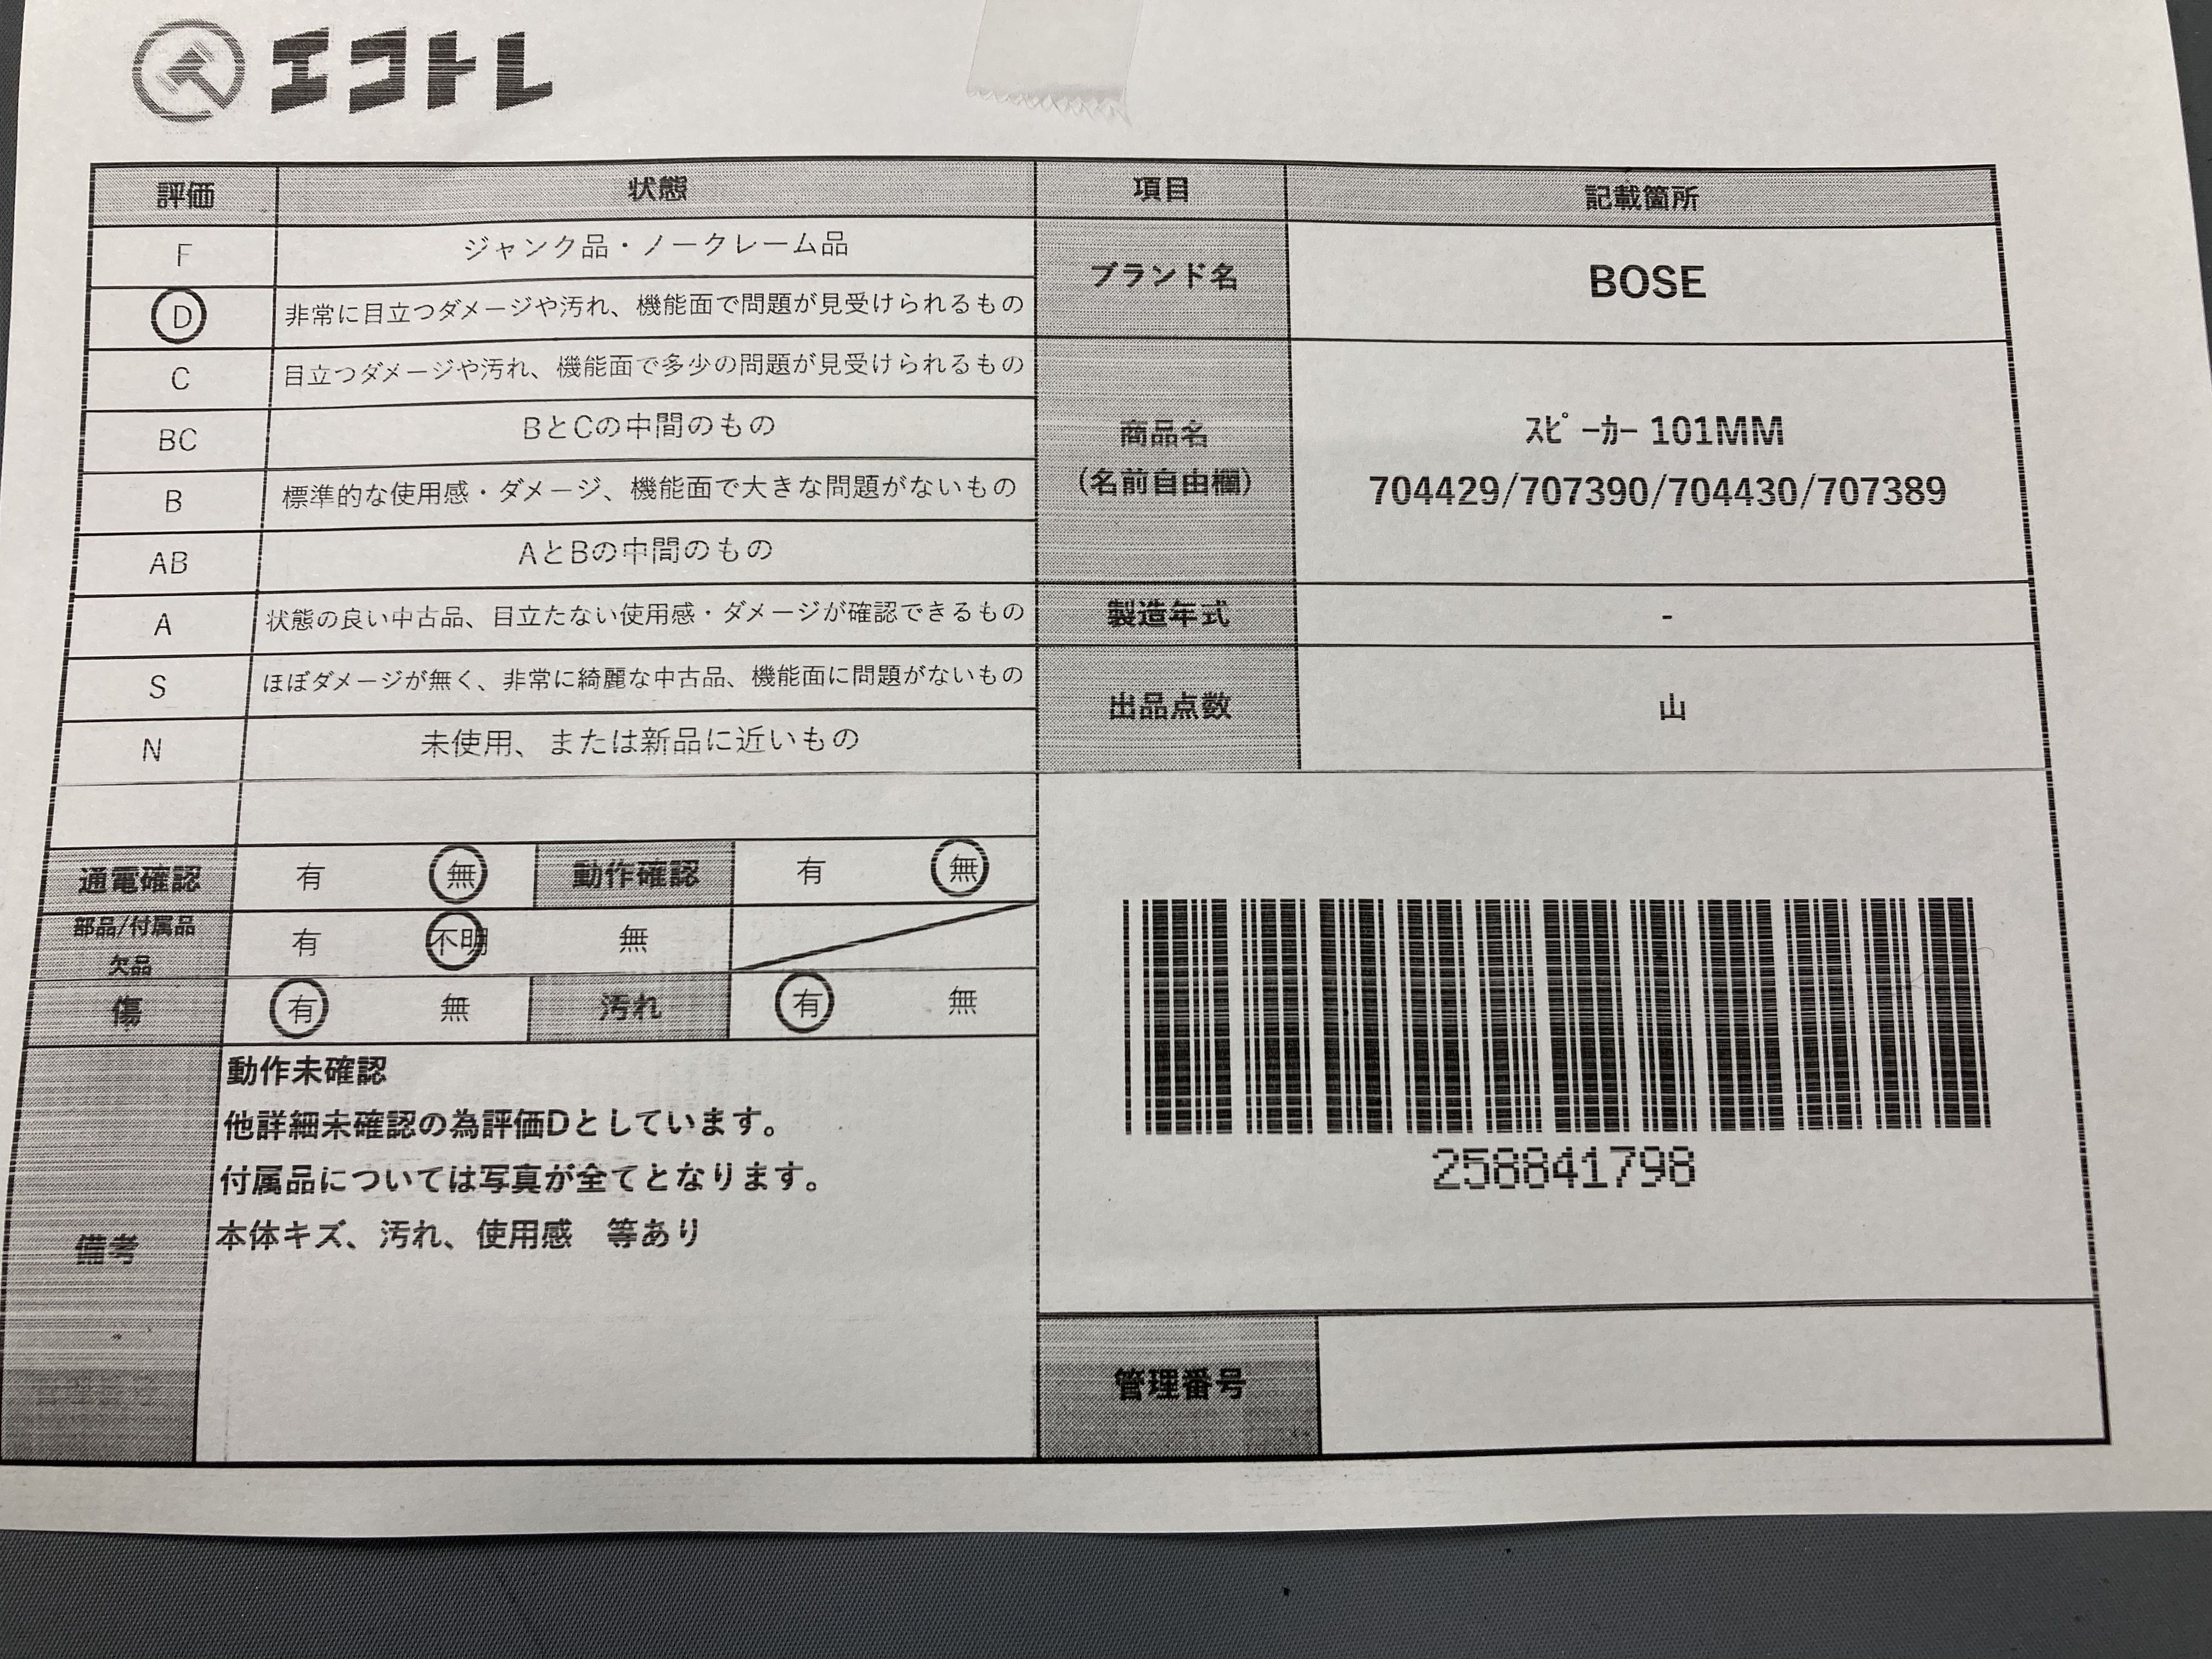 エコトレ
評価 状態 項目 記載箇所
F ジャンク品・ノークレーム品
D 非常に目立つダメージや汚れ、機能面で問題が見受けられるもの
ブランド名 BOSE
C 目立つダメージや汚れ、機能面で多少の問題が見受けられるもの
BC BとCの中間のもの
B 標準的な使用感・ダメージ、機能面で大きな問題がないもの
AB AとBの中間のもの
商品名
(名前自由欄)
ｽﾋﾟｰｶｰ 101MM
704429/707390/704430/707389
A 状態の良い中古品、目立たない使用感・ダメージが確認できるもの
製造年式 -
S ほぼダメージが無く、非常に綺麗な中古品、機能面に問題がないもの
N 未使用、または新品に近いもの
出品点数 山
通電確認 有 無 動作確認 有 無
部品/付属品
欠品
有 不明 無
傷 有 無 汚れ 有 無
備考
動作未確認
他詳細未確認の為評価Dとしています。
付属品については写真が全てとなります。
本体キズ、汚れ、使用感　等あり
258841798
管理番号